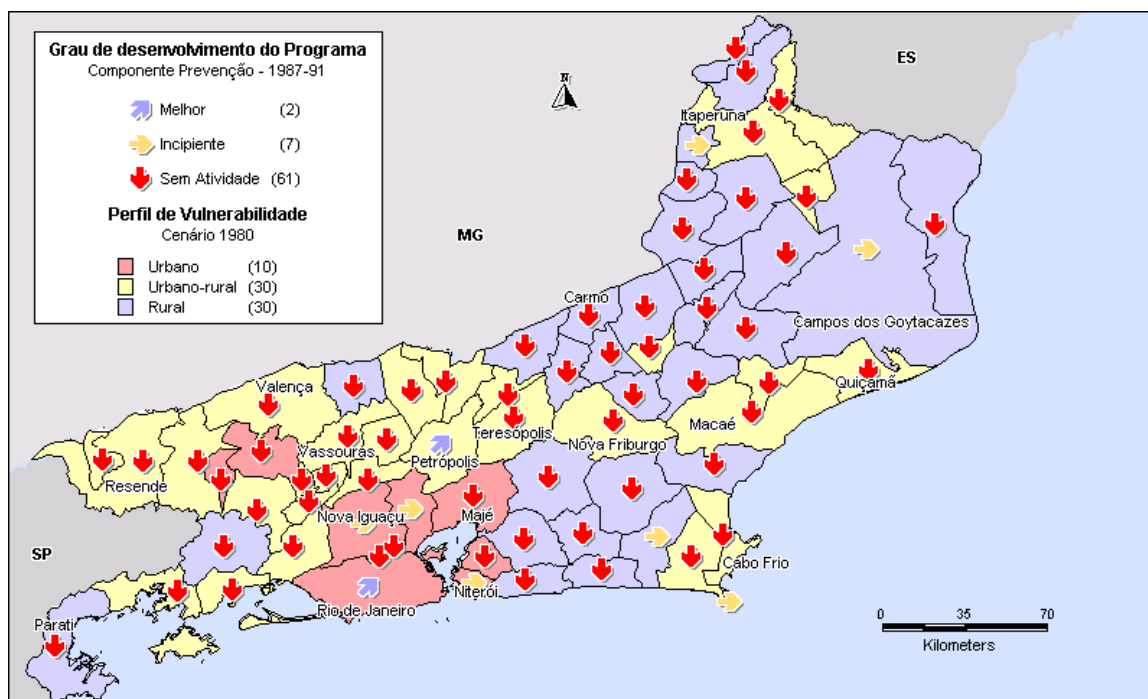 Grau de desenvolvimento do Programa
Componente Prevenção - 1987-91
Melhor (2)
Incipiente (7)
Sem Atividade (61)
Perfil de Vulnerabilidade
Cenário 1980
Urbano (10)
Urbano-rural (30)
Rural (30)
N
ES
MG
SP
Itaperuna
Carmo
Campos dos Goytacazes
Quiçamã
Valença
Macaé
Teresópolis
Nova Friburgo
Vassouras
Petrópolis
Resende
Nova Iguaçu
Majé
Cabo Frio
Niterói
Rio de Janeiro
Parati
0 35 70
Kilometers